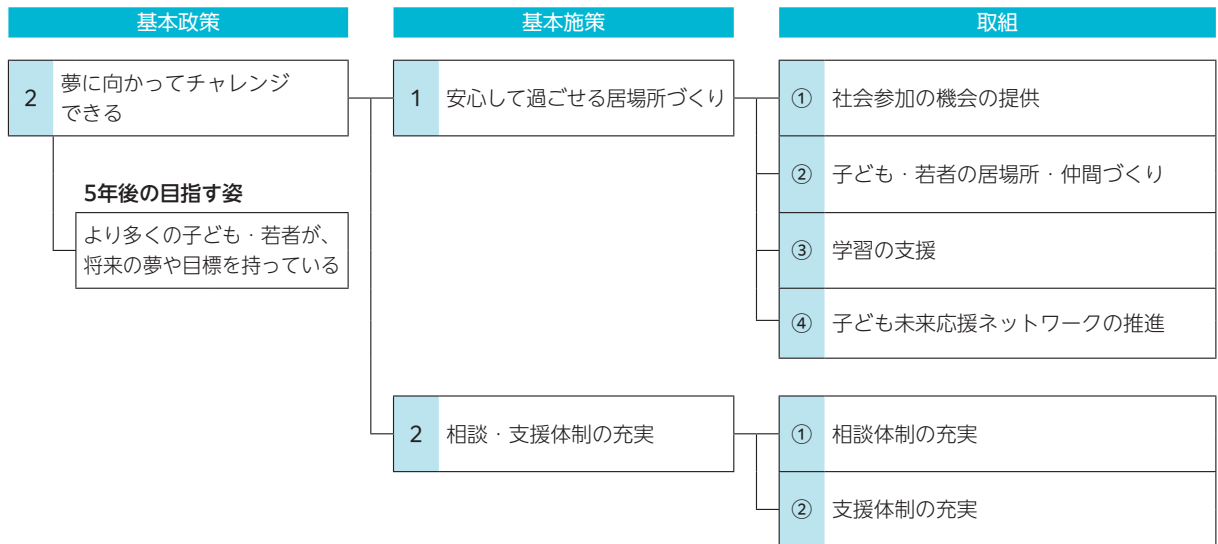 基本政策
基本施策
取組
2 夢に向かってチャレンジ
できる
5年後の目指す姿
より多くの子ども・若者が、
将来の夢や目標を持っている
1 安心して過ごせる居場所づくり
① 社会参加の機会の提供
② 子ども・若者の居場所・仲間づくり
③ 学習の支援
④ 子ども未来応援ネットワークの推進
2 相談・支援体制の充実
① 相談体制の充実
② 支援体制の充実